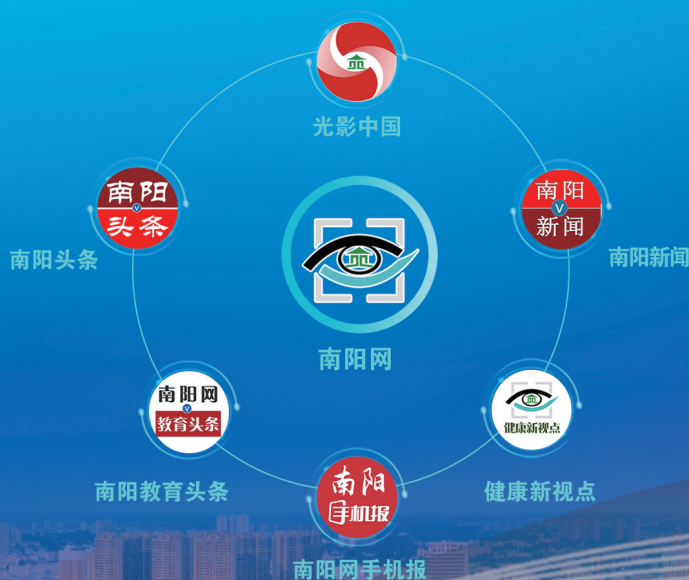 光影中国
南阳
头条
南阳头条
南阳
V
新闻
南阳新闻
南阳网
南阳网
V
教育头条
南阳教育头条
健康新视点
健康新视点
南阳
手机报
南阳网手机报